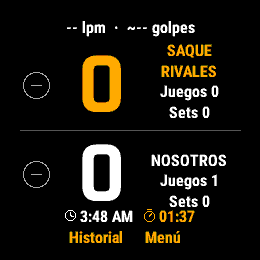 -- lpm · ~-- golpes
0
SAQUE
RIVALES
Juegos 0
Sets 0
0
NOSOTROS
Juegos 1
Sets 0
3:48 AM 01:37
Historial Menú